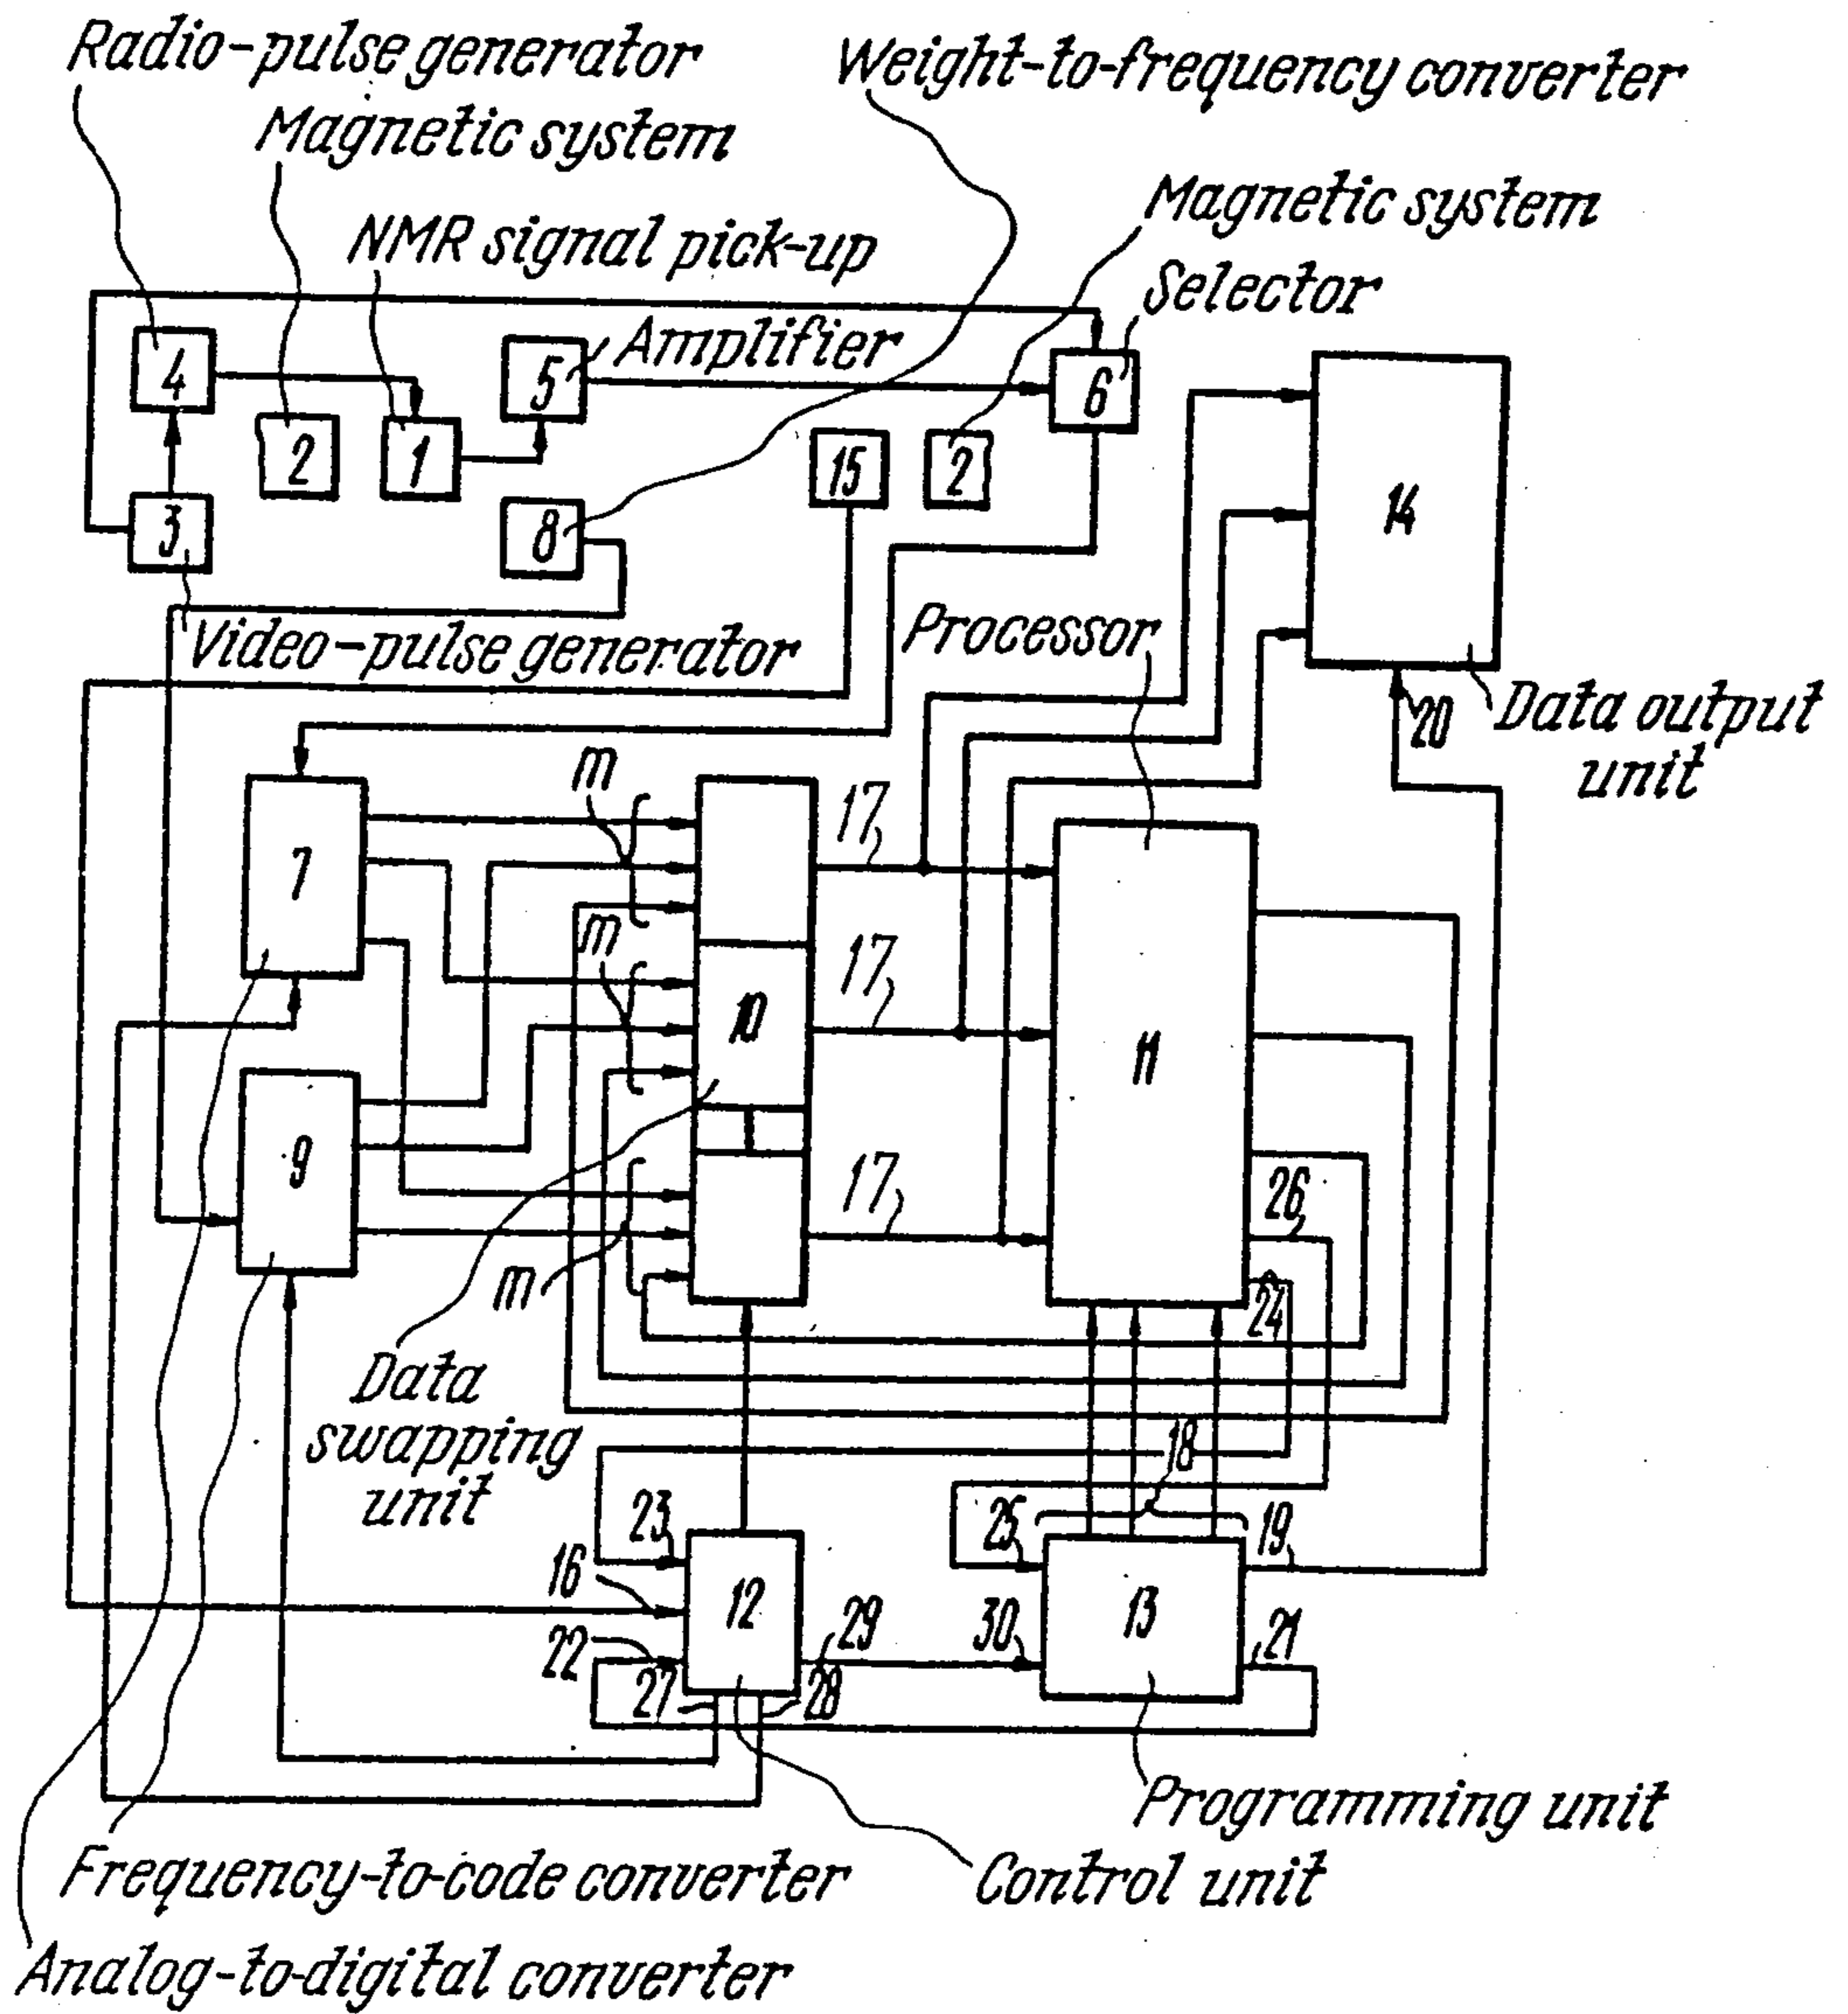 Radio-pulse generator
Weight-to-frequency converter
Magnetic system
Magnetic system
NMR signal pick-up
Selector
Amplifier
4
5
6
2
1
15
2
14
3
8
Processor
Video-pulse generator
20
Data output
unit
m
17
7
m
17
10
11
9
17
26
m
24
Data
swapping
unit
18
23
25
19
16
12
13
22
29
30
21
27
28
Programming unit
Frequency-to-code converter
Control unit
Analog-to-digital converter